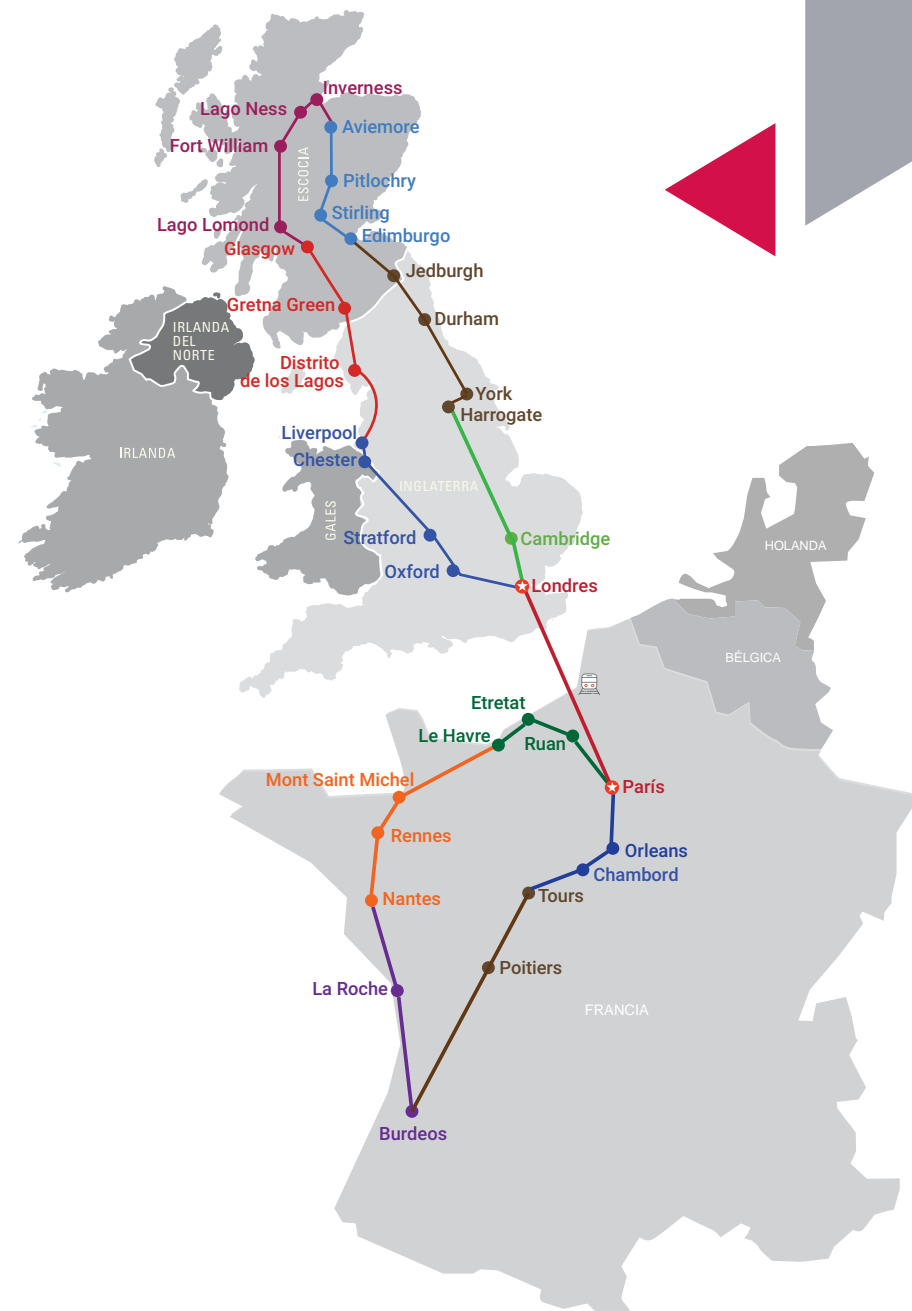 Inverness
Lago Ness
Aviemore
Fort William
ESCOCIA
Pitlochry
Stirling
Lago Lomond
Edimburgo
Glasgow
Jedburgh
Gretna Green
Durham
IRLANDA
DEL
NORTE
Distrito
de los Lagos
York
Harrogate
Liverpool
Chester
IRLANDA
INGLATERRA
GALES
Stratford
Cambridge
HOLANDA
Oxford
Londres
BÉLGICA
Etretat
Le Havre
Ruan
Mont Saint Michel
París
Rennes
Orleans
Chambord
Nantes
Tours
Poitiers
La Roche
FRANCIA
Burdeos